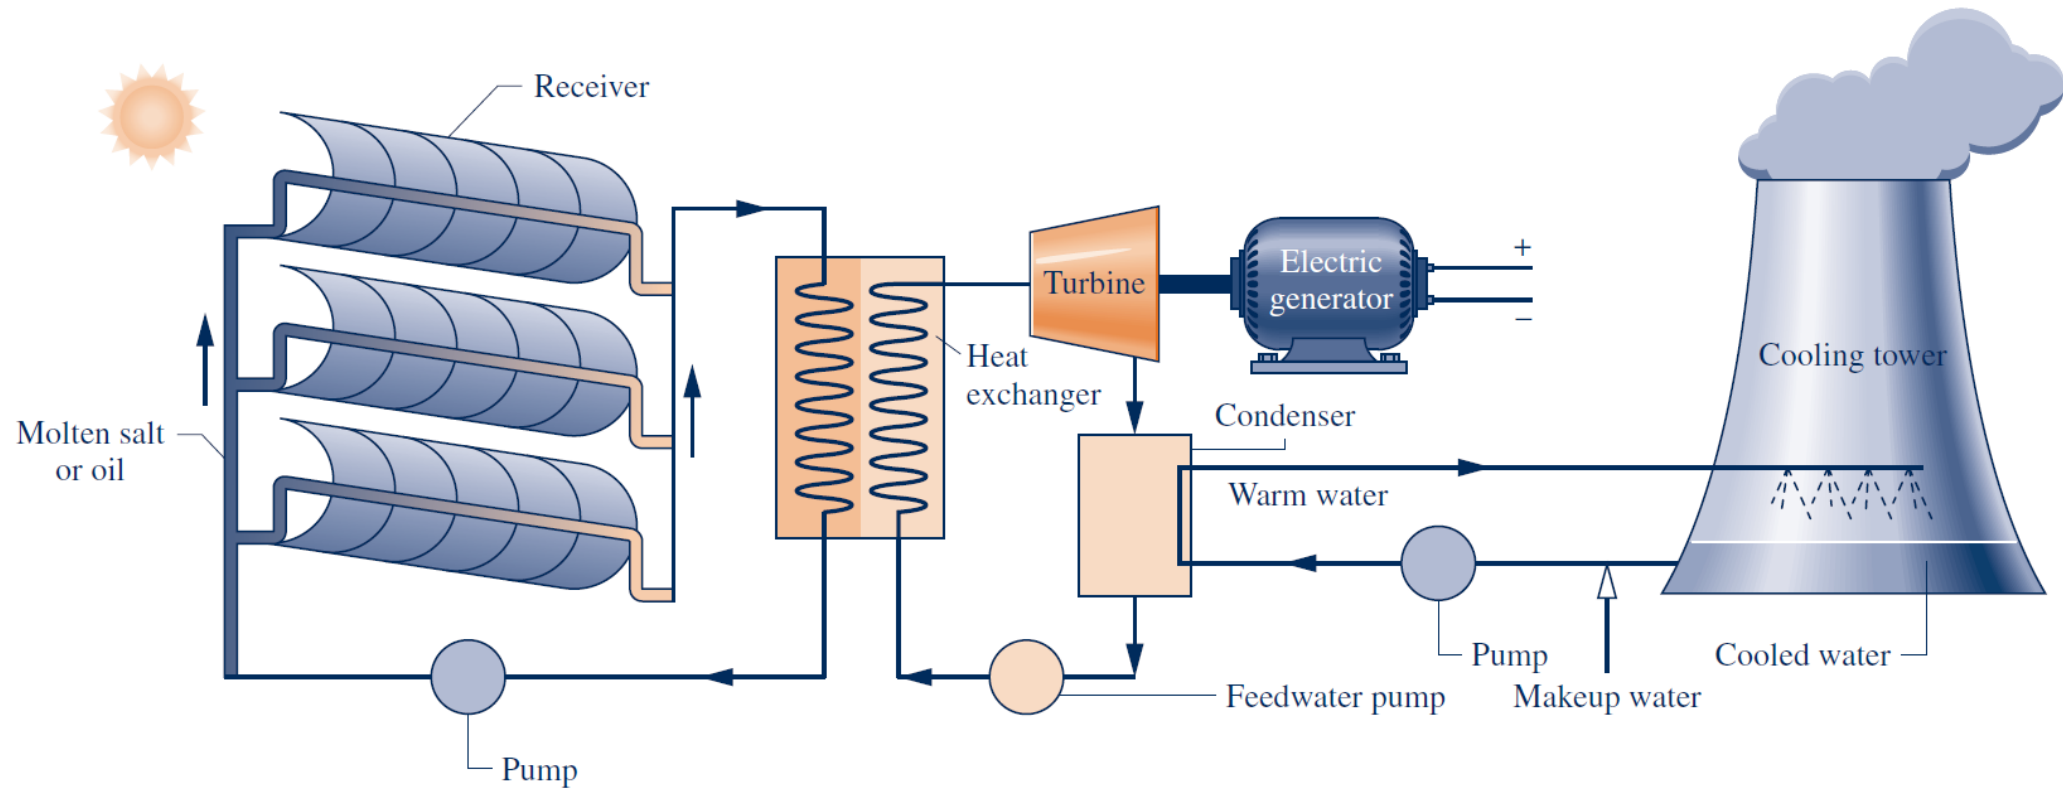 Receiver
Electric
generator
+
−
Turbine
Heat
exchanger
Cooling tower
Condenser
Molten salt
or oil
Warm water
Pump
Cooled water
Feedwater pump
Makeup water
Pump